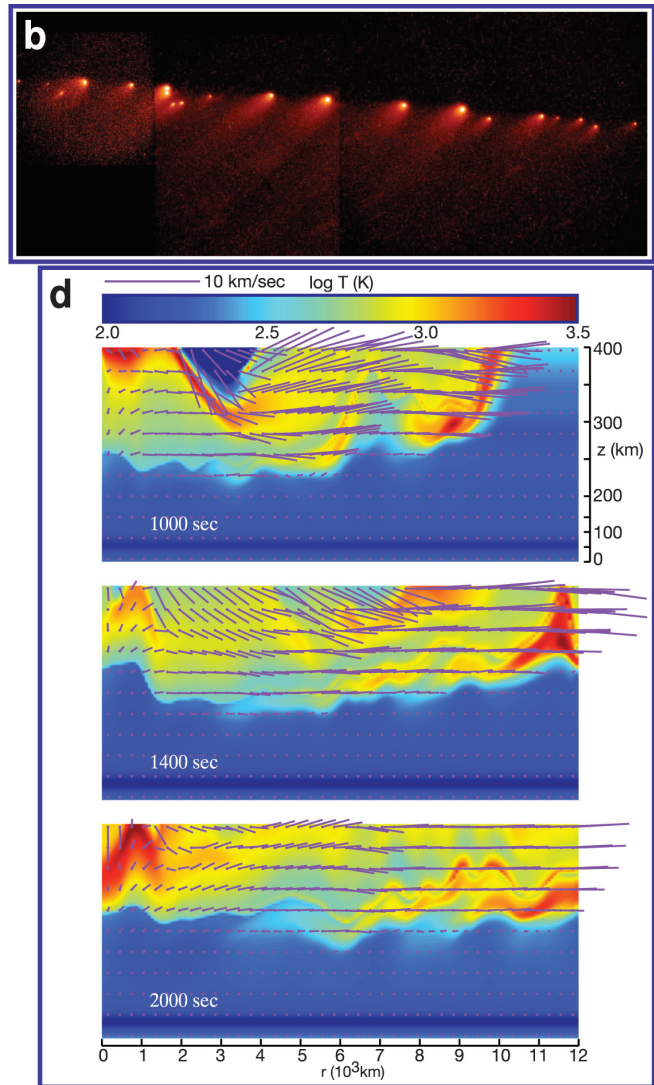 b
d
10 km/sec log T (K)
2.0 2.5 3.0 3.5
400
300
z (km)
200
100
0
1000 sec
1400 sec
2000 sec
0 1 2 3 4 5 6 7 8 9 10 11 12
r (10³km)